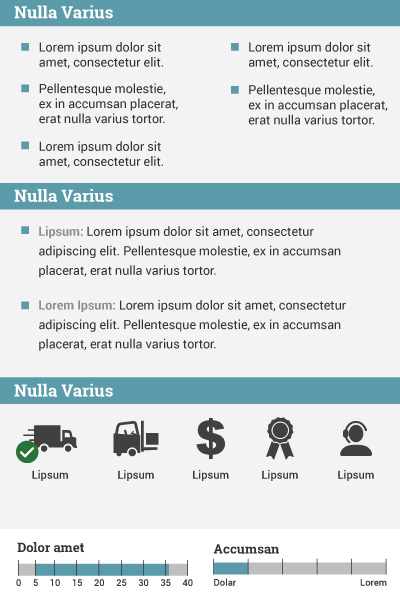 Nulla Varius
Lorem ipsum dolor sit
amet, consectetur elit.
Pellentesque molestie,
ex in accumsan placerat,
erat nulla varius tortor.
Lorem ipsum dolor sit
amet, consectetur elit.
Lorem ipsum dolor sit
amet, consectetur elit.
Pellentesque molestie,
ex in accumsan placerat,
erat nulla varius tortor.
Nulla Varius
Lipsum: Lorem ipsum dolor sit amet, consectetur
adipiscing elit. Pellentesque molestie, ex in accumsan
placerat, erat nulla varius tortor.
Lorem Ipsum: Lorem ipsum dolor sit amet, consectetur
adipiscing elit. Pellentesque molestie, ex in accumsan
placerat, erat nulla varius tortor.
Nulla Varius
$
Lipsum Lipsum Lipsum Lipsum Lipsum
Dolor amet
0 5 10 15 20 25 30 35 40
Accumsan
Dolar Lorem